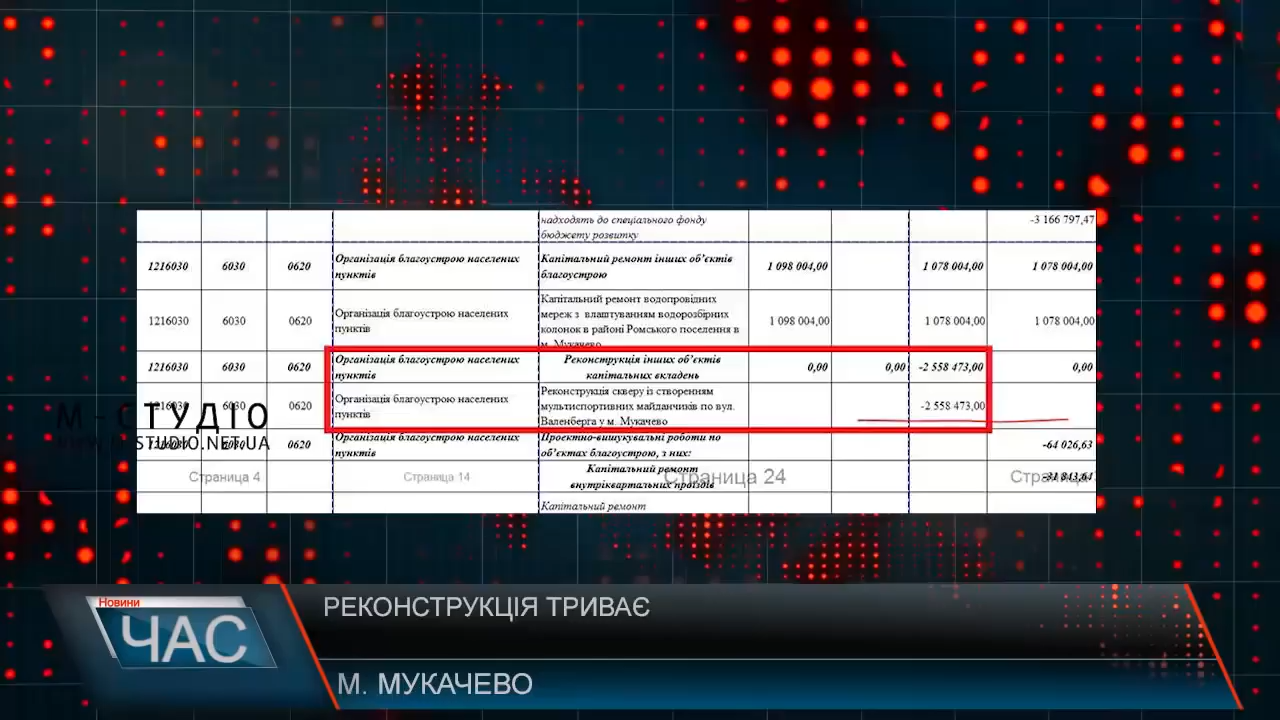 надходять до спеціального фонду
бюджету розвитку
-3 166 797,47
1216030 6030 0620 Організація благоустрою населених пунктів Капітальний ремонт інших об'єктів благоустрою 1 098 004,00 1 078 004,00 1 078 004,00
1216030 6030 0620 Організація благоустрою населених пунктів Капітальний ремонт водопровідних мереж з влаштуванням водорозбірних колонок в районі Ромського поселення в м. Мукачево 1 098 004,00 1 078 004,00 1 078 004,00
1216030 6030 0620 Організація благоустрою населених пунктів Реконструкція інших об'єктів капітальних вкладень 0,00 0,00 -2 558 473,00 0,00
1216030 6030 0620 Організація благоустрою населених пунктів Реконструкція скверу із створенням мультиспортивних майданчиків по вул. Валенберга у м. Мукачево -2 558 473,00
0620 Організація благоустрою населених пунктів Проектно-вишукувальні роботи по об'єктах благоустрою, з них: -64 026,63
Капітальний ремонт внутріквартальних проїздів
Капітальний ремонт
Страница 4 Страница 14 Страница 24
М-СТУДІО
STUDIO.NET.UA
Новини
ЧАС
РЕКОНСТРУКЦІЯ ТРИВАЄ
М. МУКАЧЕВО